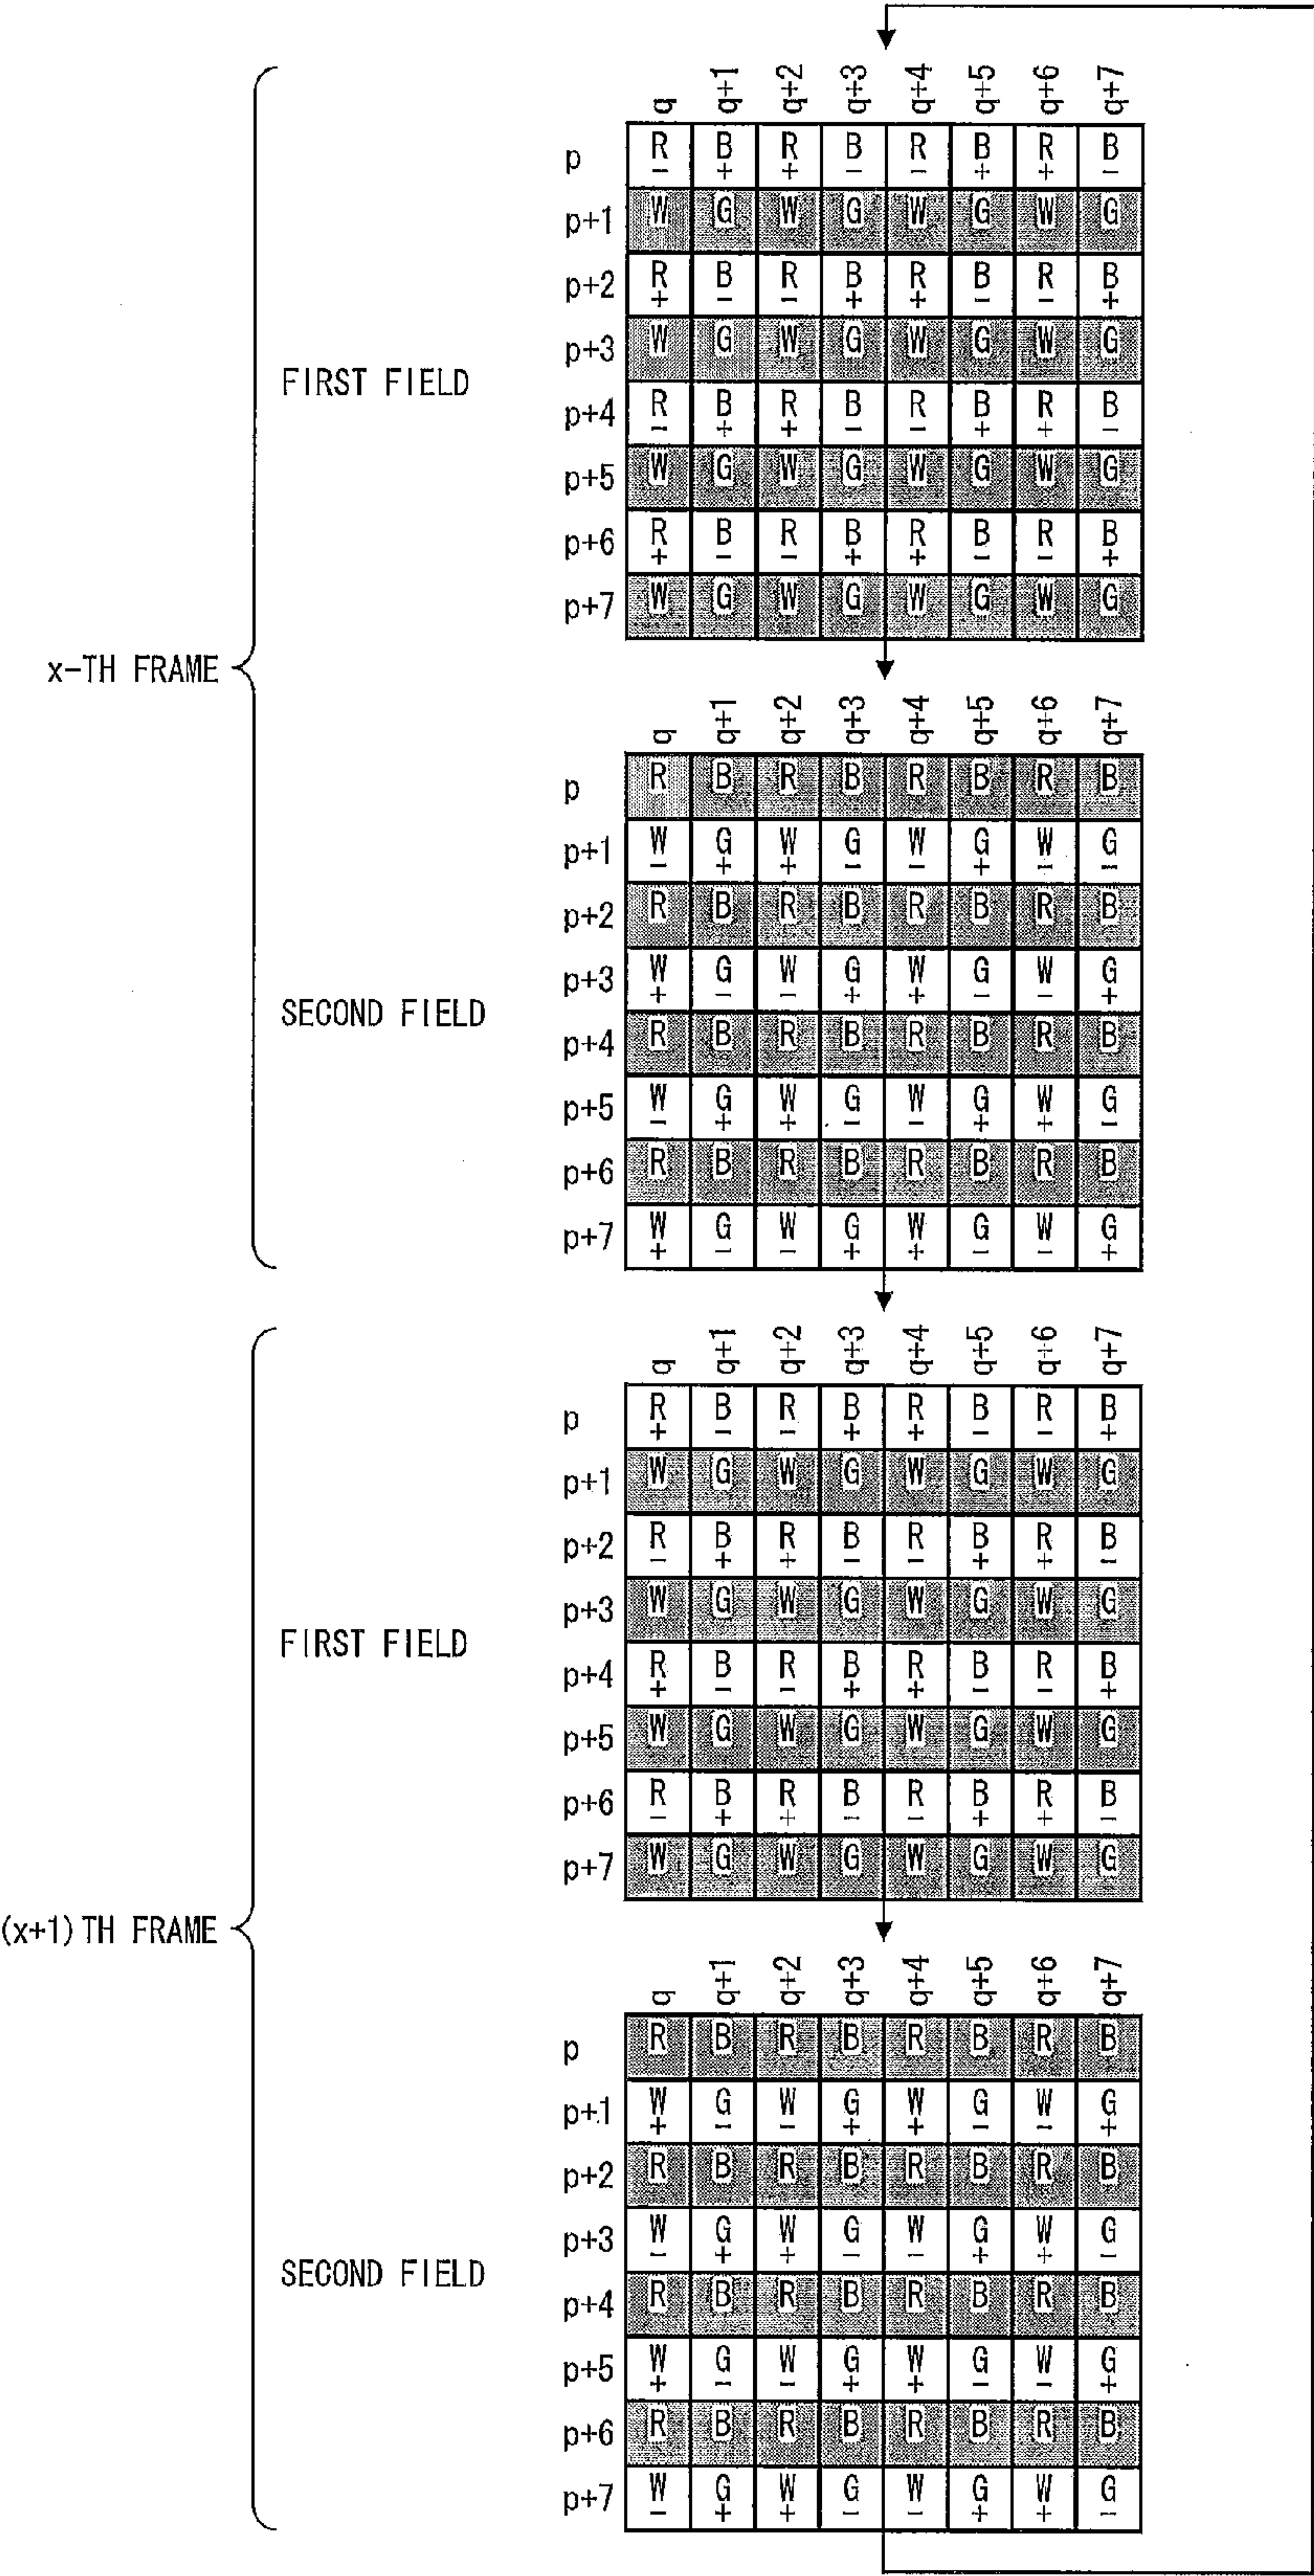 q q+1 q+2 q+3 q+4 q+5 q+6 q+7
p R B R B R B R B
− + + − − + + −
p+1 W G W G W G W G
p+2 R B R B R B R B
+ − − + + − − +
p+3 W G W G W G W G
FIRST FIELD
p+4 R B R B R B R B
− + + − − + + −
p+5 W G W G W G W G
p+6 R B R B R B R B
+ − − + + − − +
p+7 W G W G W G W G
x-TH FRAME
q q+1 q+2 q+3 q+4 q+5 q+6 q+7
p R B R B R B R B
p+1 W G W G W G W G
− + + − − + − −
p+2 R B R B R B R B
p+3 W G W G W G W G
+ − − + + − − +
SECOND FIELD
p+4 R B R B R B R B
p+5 W G W G W G W G
− + + − − + + −
p+6 R B R B R B R B
p+7 W G W G W G W G
+ − − + + − − +
q q+1 q+2 q+3 q+4 q+5 q+6 q+7
p R B R B R B R B
+ − − + + − − +
p+1 W G W G W G W G
p+2 R B R B R B R B
− + + − − + + −
p+3 W G W G W G W G
FIRST FIELD
p+4 R B R B R B R B
+ − − + + − − +
p+5 W G W G W G W G
p+6 R B R B R B R B
− + + − − + + −
p+7 W G W G W G W G
(x+1)TH FRAME
q q+1 q+2 q+3 q+4 q+5 q+6 q+7
p R B R B R B R B
p+1 W G W G W G W G
+ − − + + − − +
p+2 R B R B R B R B
p+3 W G W G W G W G
− + + − − + + −
SECOND FIELD
p+4 R B R B R B R B
p+5 W G W G W G W G
+ − − + + − − +
p+6 R B R B R B R B
p+7 W G W G W G W G
− + + − − + + −